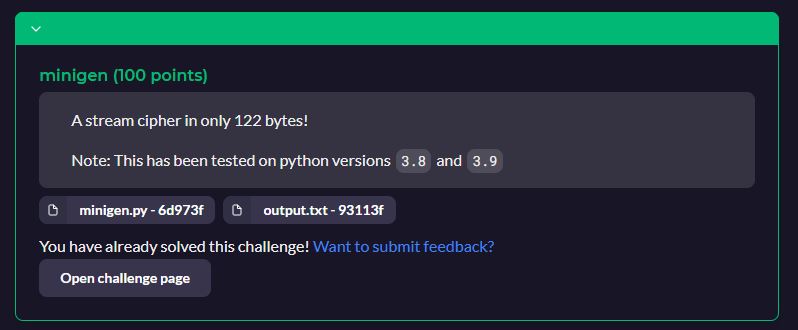 minigen (100 points)
A stream cipher in only 122 bytes!
Note: This has been tested on python versions 3.8 and 3.9
minigen.py - 6d973f output.txt - 93113f
You have already solved this challenge! Want to submit feedback?
Open challenge page